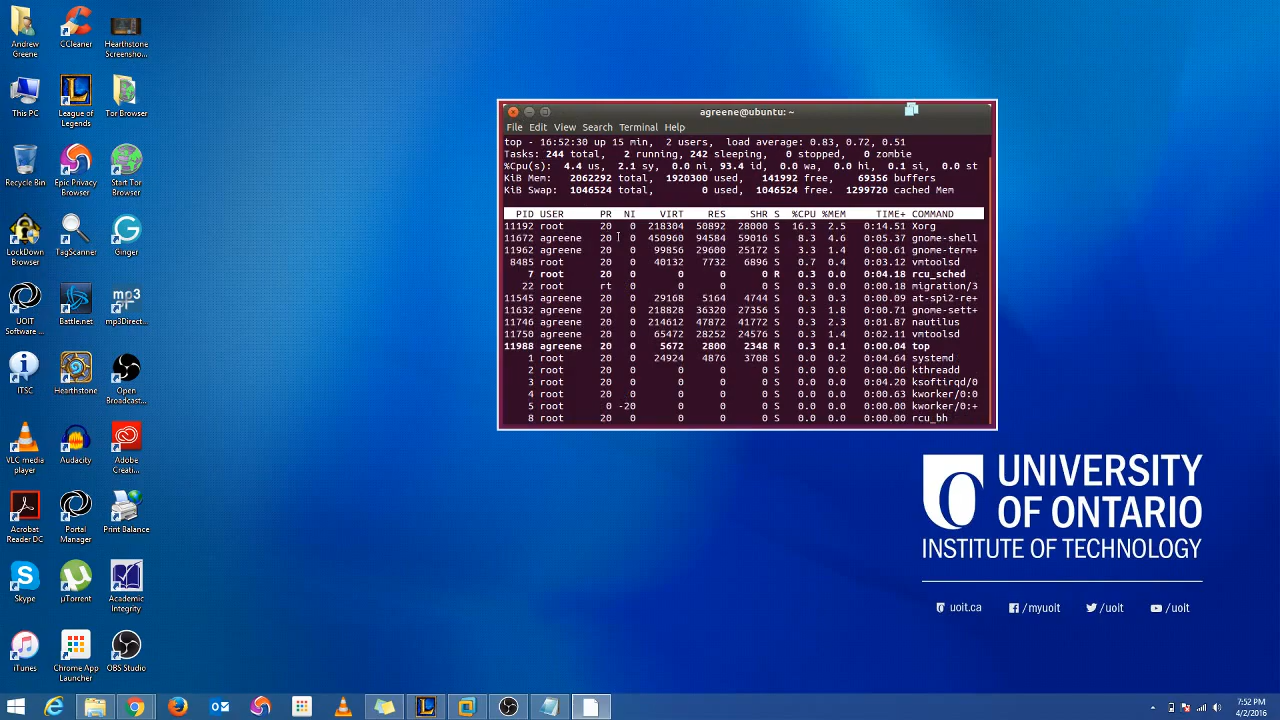 Andrew
Greene
CCleaner
Hearthstone
Screensho...
This PC
League of
Legends
Tor Browser
Recycle Bin
Epic Privacy
Browser
Start Tor
Browser
LockDown
Browser
TagScanner
Ginger
UOIT
Software ...
Battle.net
mp3
mp3Direct...
ITSC
Hearthstone
Open
Broadcast...
VLC media
player
Audacity
Adobe
Creati...
Acrobat
Reader DC
Portal
Manager
Print Balance
Skype
µTorrent
Academic
Integrity
iTunes
Chrome App
Launcher
OBS Studio
agreene@ubuntu: ~
File Edit View Search Terminal Help
top - 16:52:30 up 15 min, 2 users, load average: 0.83, 0.72, 0.51
Tasks: 244 total, 2 running, 242 sleeping, 0 stopped, 0 zombie
%Cpu(s): 4.4 us, 2.1 sy, 0.0 ni, 93.4 id, 0.0 wa, 0.0 hi, 0.1 si, 0.0 st
KiB Mem: 2062292 total, 1920300 used, 141992 free, 69356 buffers
KiB Swap: 1046524 total, 0 used, 1046524 free. 1299720 cached Mem
PID USER PR NI VIRT RES SHR S %CPU %MEM TIME+ COMMAND
11192 root 20 0 218304 50892 28000 S 16.3 2.5 0:14.51 Xorg
11672 agreene 20 0 450960 94584 59016 S 8.3 4.6 0:05.37 gnome-shell
11962 agreene 20 0 99856 29600 25172 S 3.3 1.4 0:00.61 gnome-term+
8485 root 20 0 40132 7732 6896 S 0.7 0.4 0:03.12 vmtoolsd
7 root 20 0 0 0 0 R 0.3 0.0 0:04.18 rcu_sched
22 root rt 0 0 0 0 S 0.3 0.0 0:00.18 migration/3
11545 agreene 20 0 29168 5164 4744 S 0.3 0.3 0:00.09 at-spi2-re+
11632 agreene 20 0 218828 36320 27356 S 0.3 1.8 0:00.71 gnome-sett+
11746 agreene 20 0 214612 47872 41772 S 0.3 2.3 0:01.87 nautilus
11750 agreene 20 0 65472 28252 24576 S 0.3 1.4 0:02.11 vmtoolsd
11988 agreene 20 0 5672 2800 2348 R 0.3 0.1 0:00.04 top
1 root 20 0 24924 4876 3708 S 0.0 0.2 0:04.64 systemd
2 root 20 0 0 0 0 S 0.0 0.0 0:00.06 kthreadd
3 root 20 0 0 0 0 S 0.0 0.0 0:04.20 ksoftirqd/0
4 root 20 0 0 0 0 S 0.0 0.0 0:00.63 kworker/0:0
5 root 0 -20 0 0 0 S 0.0 0.0 0:00.00 kworker/0:+
8 root 20 0 0 0 0 S 0.0 0.0 0:00.00 rcu_bh
UNIVERSITY
OF ONTARIO
INSTITUTE OF TECHNOLOGY
uoit.ca /myuoit /uoit /uoit
7:52 PM
4/2/2016